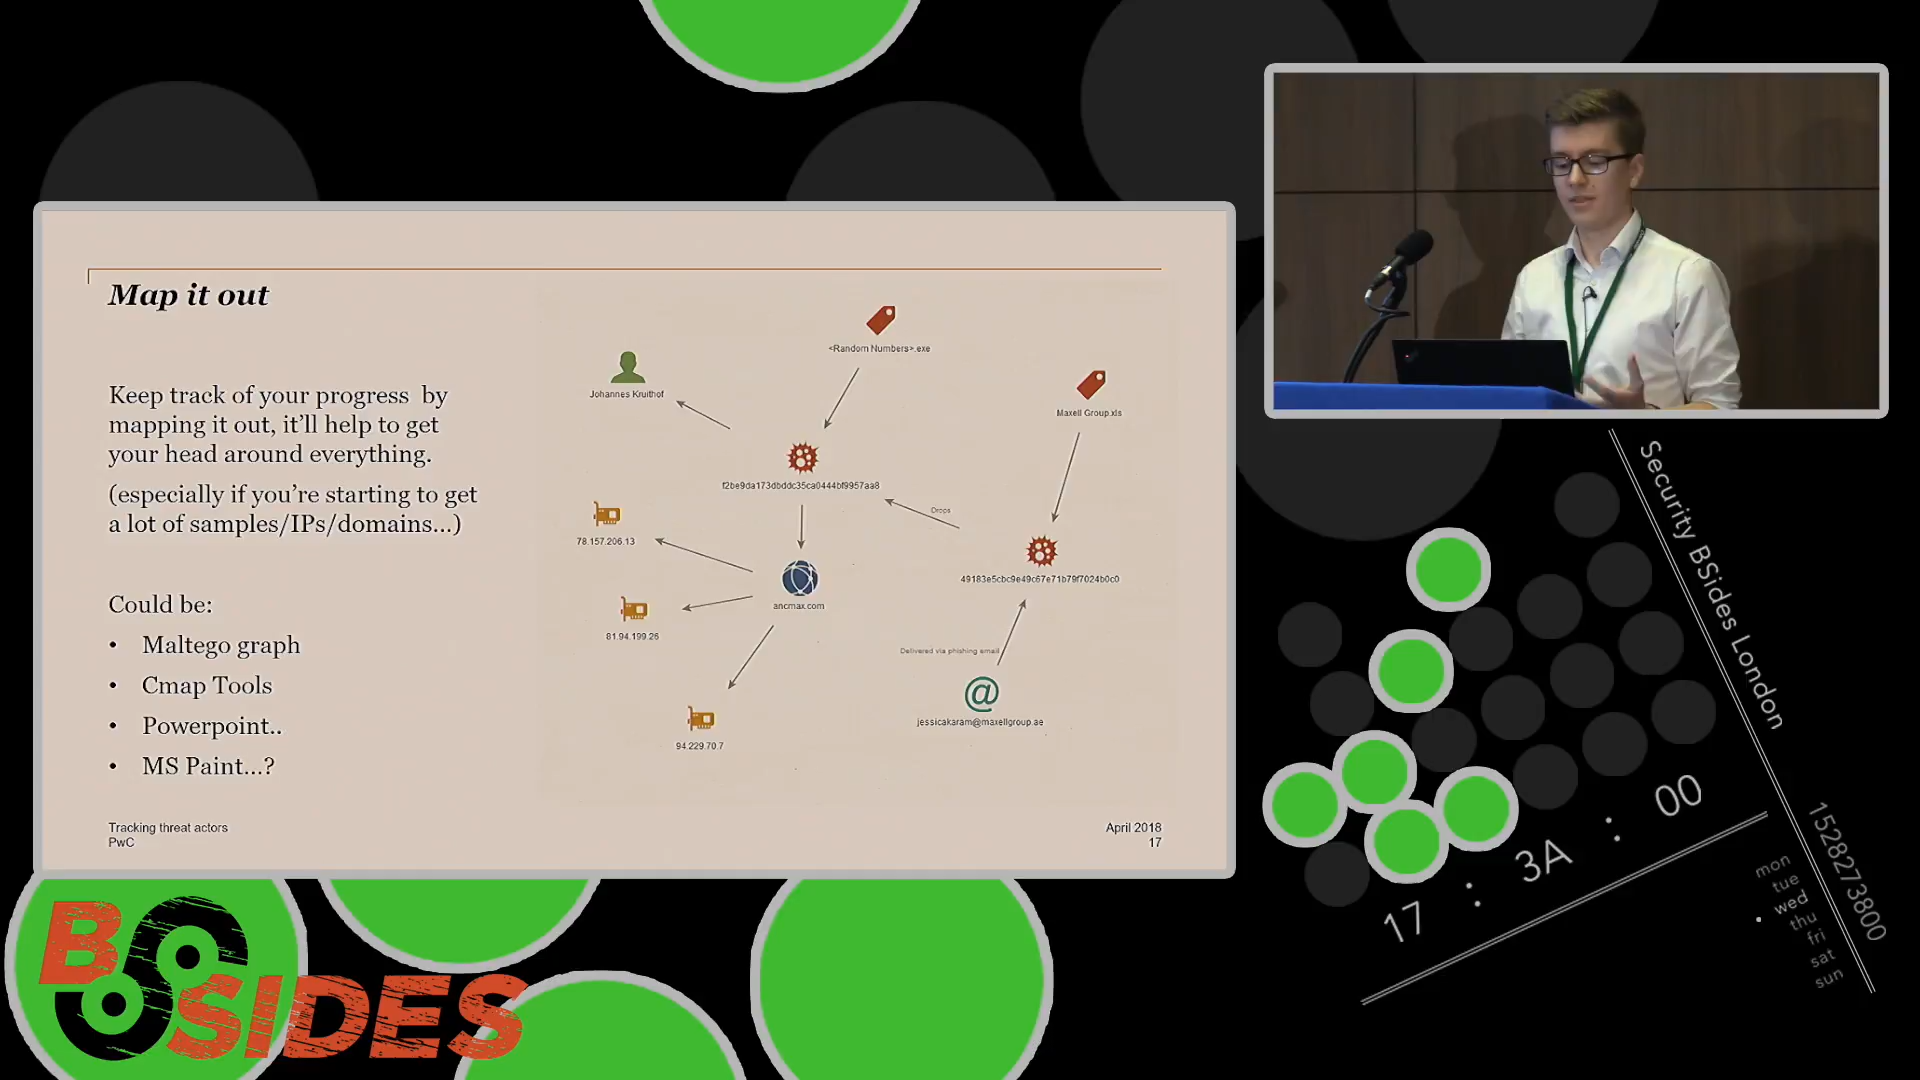 Map it out
Keep track of your progress by
mapping it out, it'll help to get
your head around everything.
(especially if you're starting to get
a lot of samples/IPs/domains...)
Could be:
• Maltego graph
• Cmap Tools
• Powerpoint..
• MS Paint...?
<Random Numbers>.exe
Johannes Kruithof
Maxell Group.xls
f2be9da173dbddc35ca0444bf9957aa8
Drops
78.157.206.13
49183e5cbc9e49c67e71b79f7024b0c0
ancmax.com
81.94.199.26
Delivered via phishing email
@
jessicakaram@maxellgroup.ae
94.229.70.7
Tracking threat actors
PwC
April 2018
17
Security BSides London
17 : 3A : 00
1528273800
mon
tue
wed
thu
fri
sat
sun
BSIDES